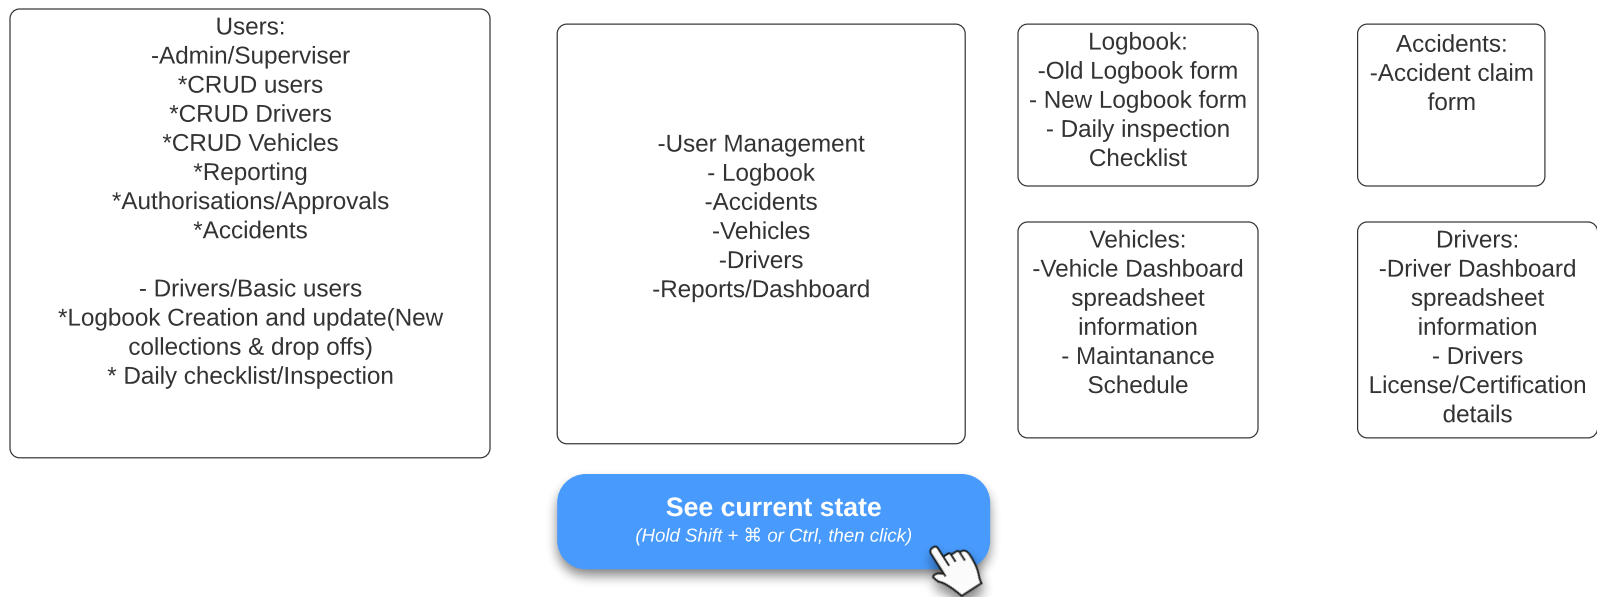 Users:
-Admin/Superviser
*CRUD users
*CRUD Drivers
*CRUD Vehicles
*Reporting
*Authorisations/Approvals
*Accidents
- Drivers/Basic users
*Logbook Creation and update(New
collections & drop offs)
* Daily checklist/Inspection
-User Management
- Logbook
-Accidents
-Vehicles
-Drivers
-Reports/Dashboard
Logbook:
-Old Logbook form
- New Logbook form
- Daily inspection
Checklist
Accidents:
-Accident claim
form
Vehicles:
-Vehicle Dashboard
spreadsheet
information
- Maintanance
Schedule
Drivers:
-Driver Dashboard
spreadsheet
information
- Drivers
License/Certification
details
See current state
(Hold Shift + ⌘ or Ctrl, then click)